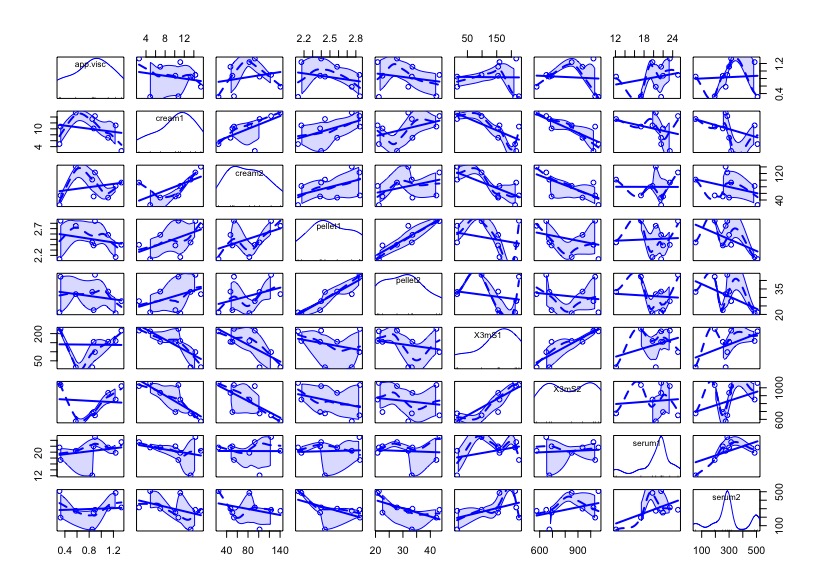 4 8 12 2.2 2.5 2.8 50 150 12 18 24
app.visc 0.4 1.2
4 10 cream1
cream2 40 120
2.2 2.7 pellet1
pellet2 20 35
50 200 X3mS1
X3mS2 600 1000
12 20 serum1
serum2 100 500
0.4 0.8 1.2 40 80 140 20 30 40 600 900 100 300 500